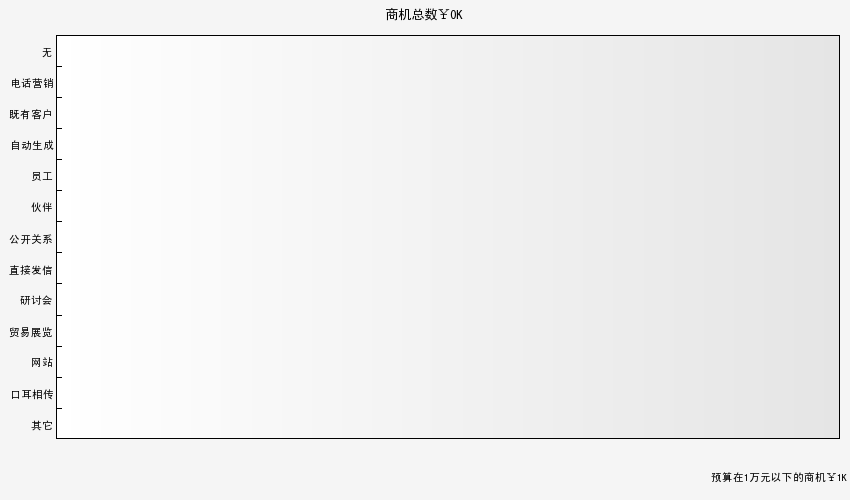 商机总数￥0K
无
电话营销
既有客户
自动生成
员工
伙伴
公开关系
直接发信
研讨会
贸易展览
网站
口耳相传
其它
预算在1万元以下的商机￥1K